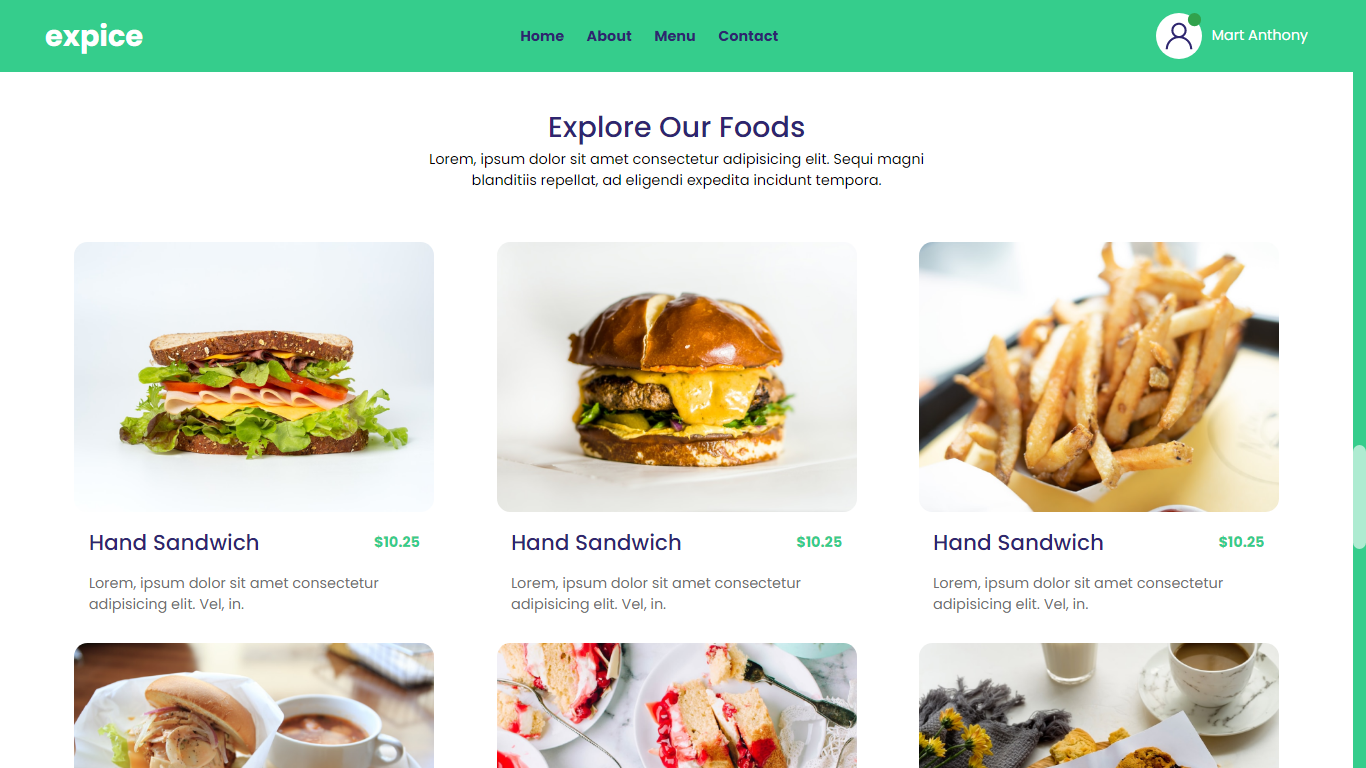 expice
Home About Menu Contact
Mart Anthony
Explore Our Foods
Lorem, ipsum dolor sit amet consectetur adipisicing elit. Sequi magni
blanditiis repellat, ad eligendi expedita incidunt tempora.
Hand Sandwich $10.25
Lorem, ipsum dolor sit amet consectetur
adipisicing elit. Vel, in.
Hand Sandwich $10.25
Lorem, ipsum dolor sit amet consectetur
adipisicing elit. Vel, in.
Hand Sandwich $10.25
Lorem, ipsum dolor sit amet consectetur
adipisicing elit. Vel, in.